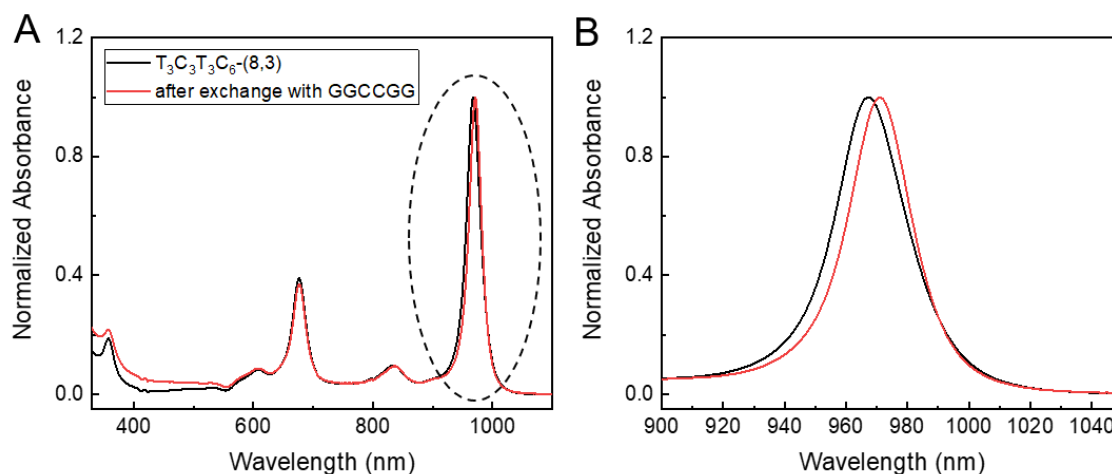 A
1.2
T₃C₃T₃C₆-(8,3)
after exchange with GGCCGG
0.8
0.4
0.0
Normalized Absorbance
400
600
800
1000
Wavelength (nm)
B
1.2
0.8
0.4
0.0
Normalized Absorbance
900
920
940
960
980
1000
1020
1040
Wavelength (nm)